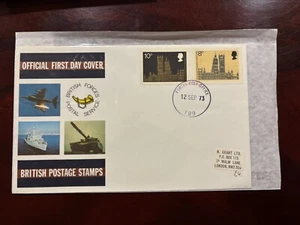 OFFICIAL FIRST DAY COVER
BRITISH FORCES
POSTAL SERVICE
BRITISH POSTAGE STAMPS
10p
8p
12 SEP 73
B. GRANT LTD.
P.O. BOX
LONDON,